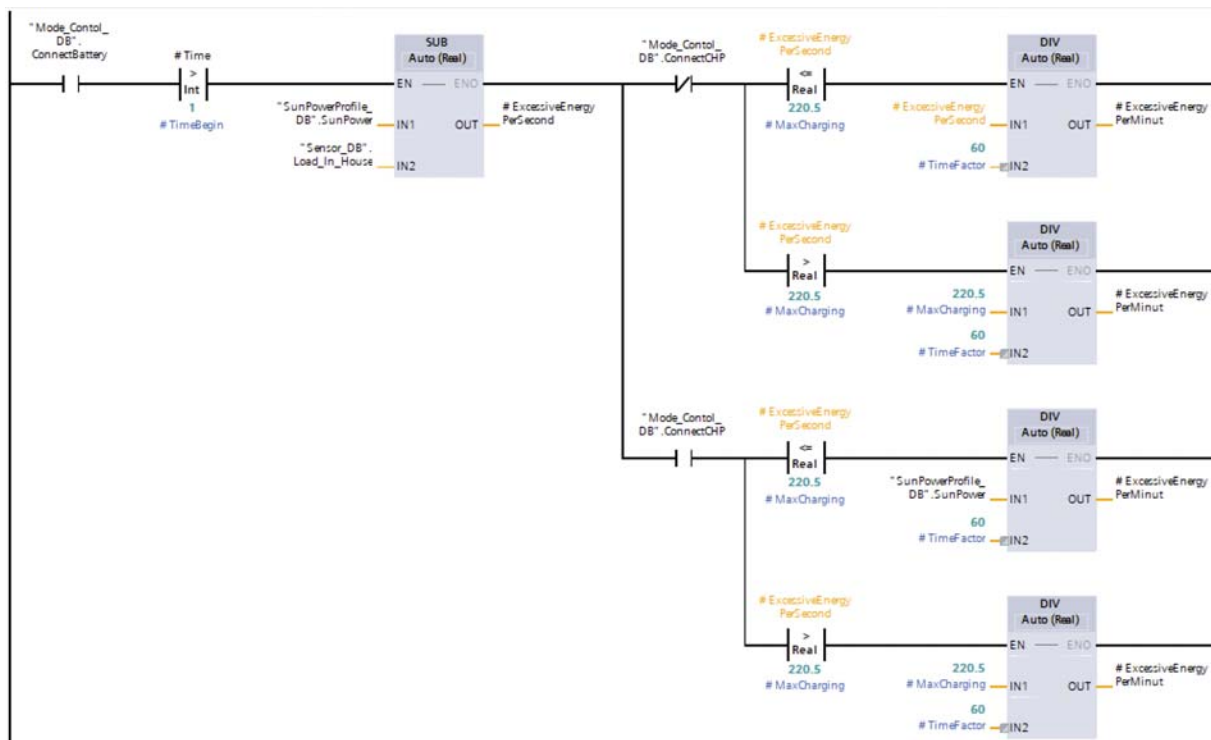 "Mode_Contol_
DB".
ConnectBattery
# Time
>
Int
1
# TimeBegin
SUB
Auto (Real)
EN
ENO
"SunPowerProfile_
DB".SunPower
IN1
OUT
# ExcessiveEnergy
PerSecond
"Sensor_DB".
Load_In_House
IN2
"Mode_Contol_
DB".ConnectCHP
# ExcessiveEnergy
PerSecond
<=
Real
220.5
# MaxCharging
DIV
Auto (Real)
EN
ENO
# ExcessiveEnergy
PerSecond
IN1
OUT
# ExcessiveEnergy
PerMinut
60
# TimeFactor
IN2
# ExcessiveEnergy
PerSecond
>
Real
220.5
# MaxCharging
DIV
Auto (Real)
EN
ENO
220.5
# MaxCharging
IN1
OUT
# ExcessiveEnergy
PerMinut
60
# TimeFactor
IN2
"Mode_Contol_
DB".ConnectCHP
# ExcessiveEnergy
PerSecond
<=
Real
220.5
# MaxCharging
DIV
Auto (Real)
EN
ENO
"SunPowerProfile_
DB".SunPower
IN1
OUT
# ExcessiveEnergy
PerMinut
60
# TimeFactor
IN2
# ExcessiveEnergy
PerSecond
>
Real
220.5
# MaxCharging
DIV
Auto (Real)
EN
ENO
220.5
# MaxCharging
IN1
OUT
# ExcessiveEnergy
PerMinut
60
# TimeFactor
IN2